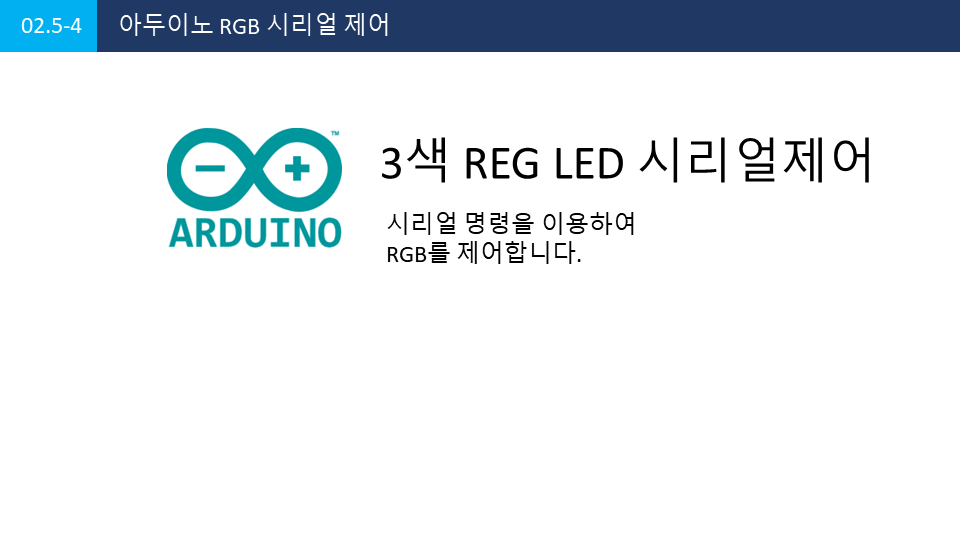 02.5-4 아두이노 RGB 시리얼 제어
3색 REG LED 시리얼제어
시리얼 명령을 이용하여
RGB를 제어합니다.
TM
ARDUINO